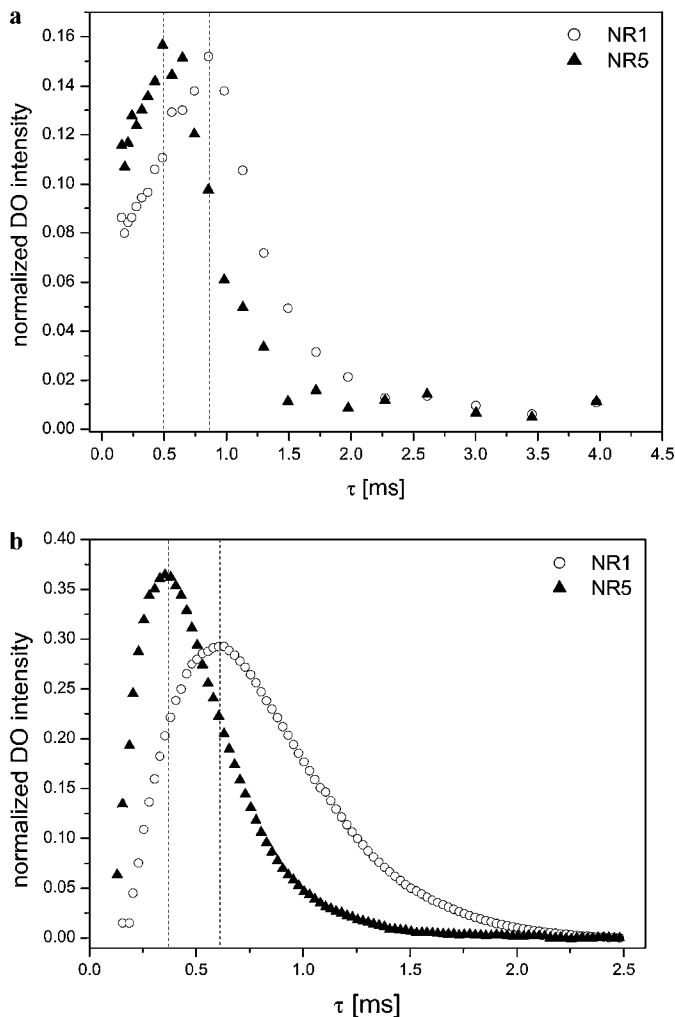 a
normalized DO intensity
0.16
0.14
0.12
0.10
0.08
0.06
0.04
0.02
0.00
NR1
NR5
0.0 0.5 1.0 1.5 2.0 2.5 3.0 3.5 4.0 4.5
τ [ms]
b
normalized DO intensity
0.40
0.35
0.30
0.25
0.20
0.15
0.10
0.05
0.00
NR1
NR5
0.0 0.5 1.0 1.5 2.0 2.5
τ [ms]